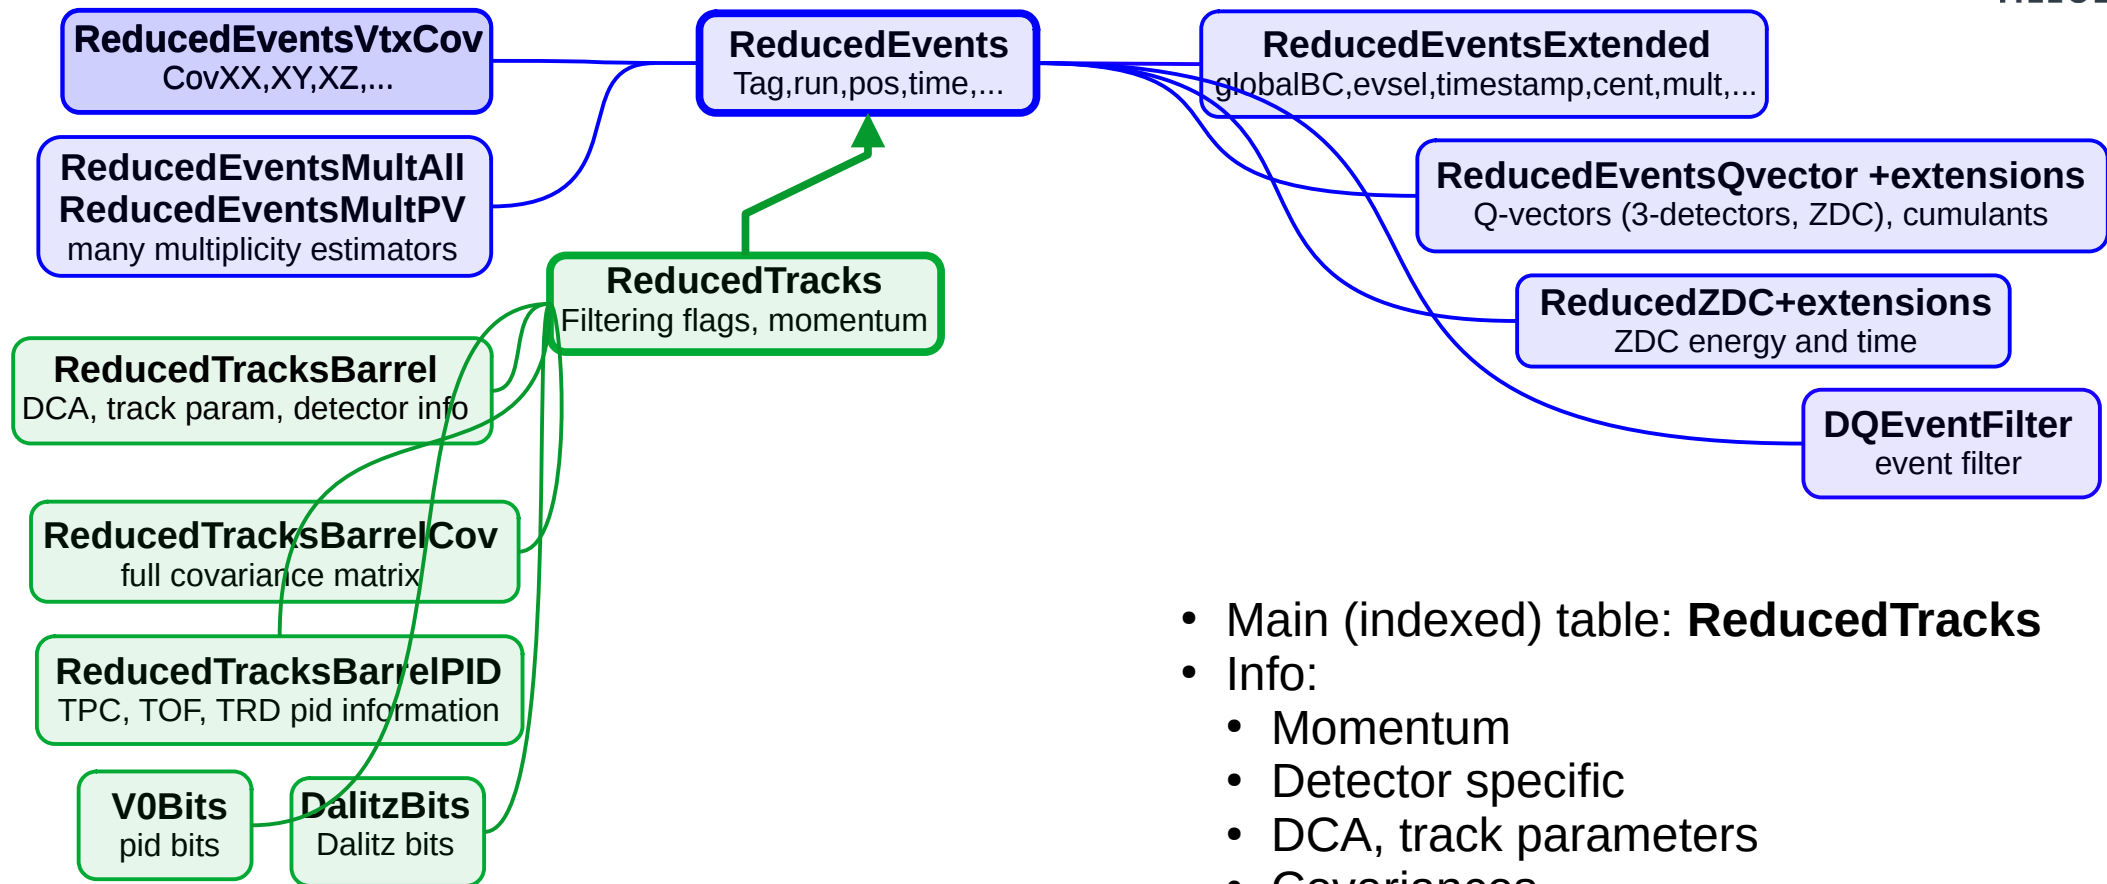 ReducedEventsVtxCov
CovXX,XY,XZ,...
ReducedEvents
Tag,run,pos,time,...
ReducedEventsExtended
globalBC,evsel,timestamp,cent,mult,...
ReducedEventsMultAll
ReducedEventsMultPV
many multiplicity estimators
ReducedEventsQvector +extensions
Q-vectors (3-detectors, ZDC), cumulants
ReducedTracks
Filtering flags, momentum
ReducedZDC+extensions
ZDC energy and time
ReducedTracksBarrel
DCA, track param, detector info
DQEventFilter
event filter
ReducedTracksBarrelCov
full covariance matrix
ReducedTracksBarrelPID
TPC, TOF, TRD pid information
V0Bits
pid bits
DalitzBits
Dalitz bits
• Main (indexed) table: ReducedTracks
• Info:
• Momentum
• Detector specific
• DCA, track parameters
• Covariances